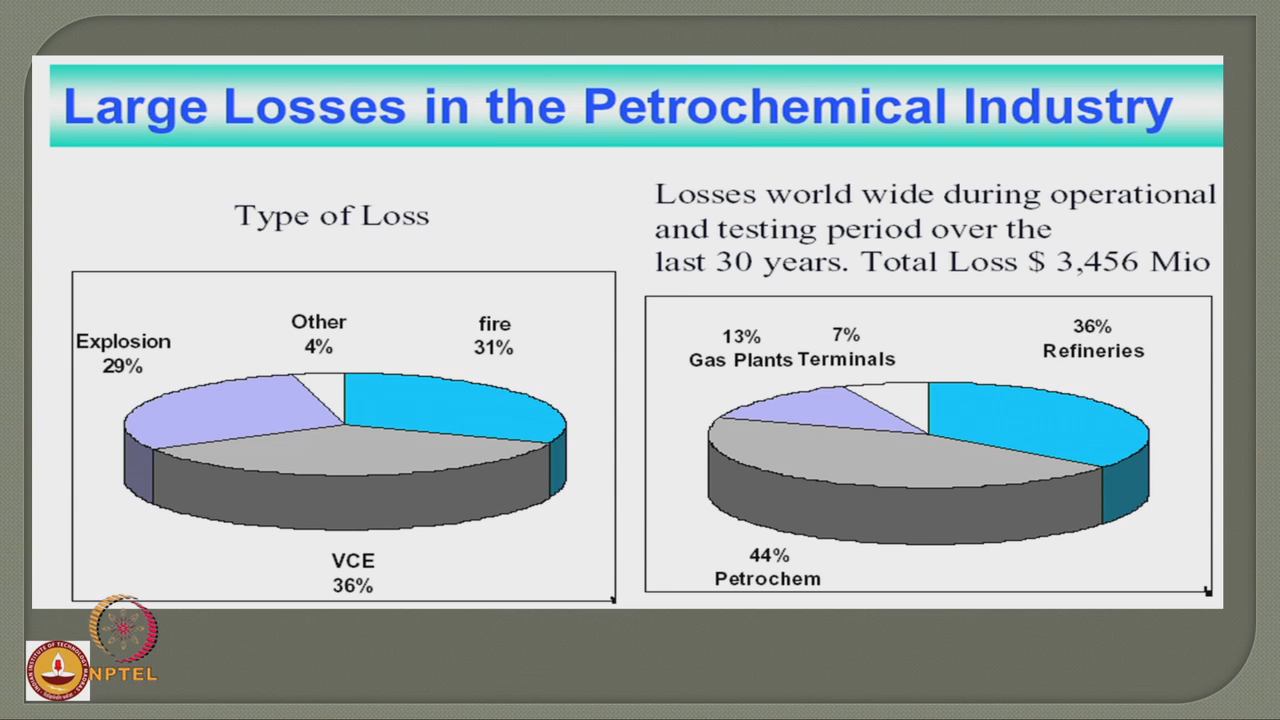 Large Losses in the Petrochemical Industry
Type of Loss
Losses world wide during operational
and testing period over the
last 30 years. Total Loss $ 3,456 Mio
Explosion
29%
Other
4%
fire
31%
VCE
36%
13%
Gas Plants
7%
Terminals
36%
Refineries
44%
Petrochem
NPTEL